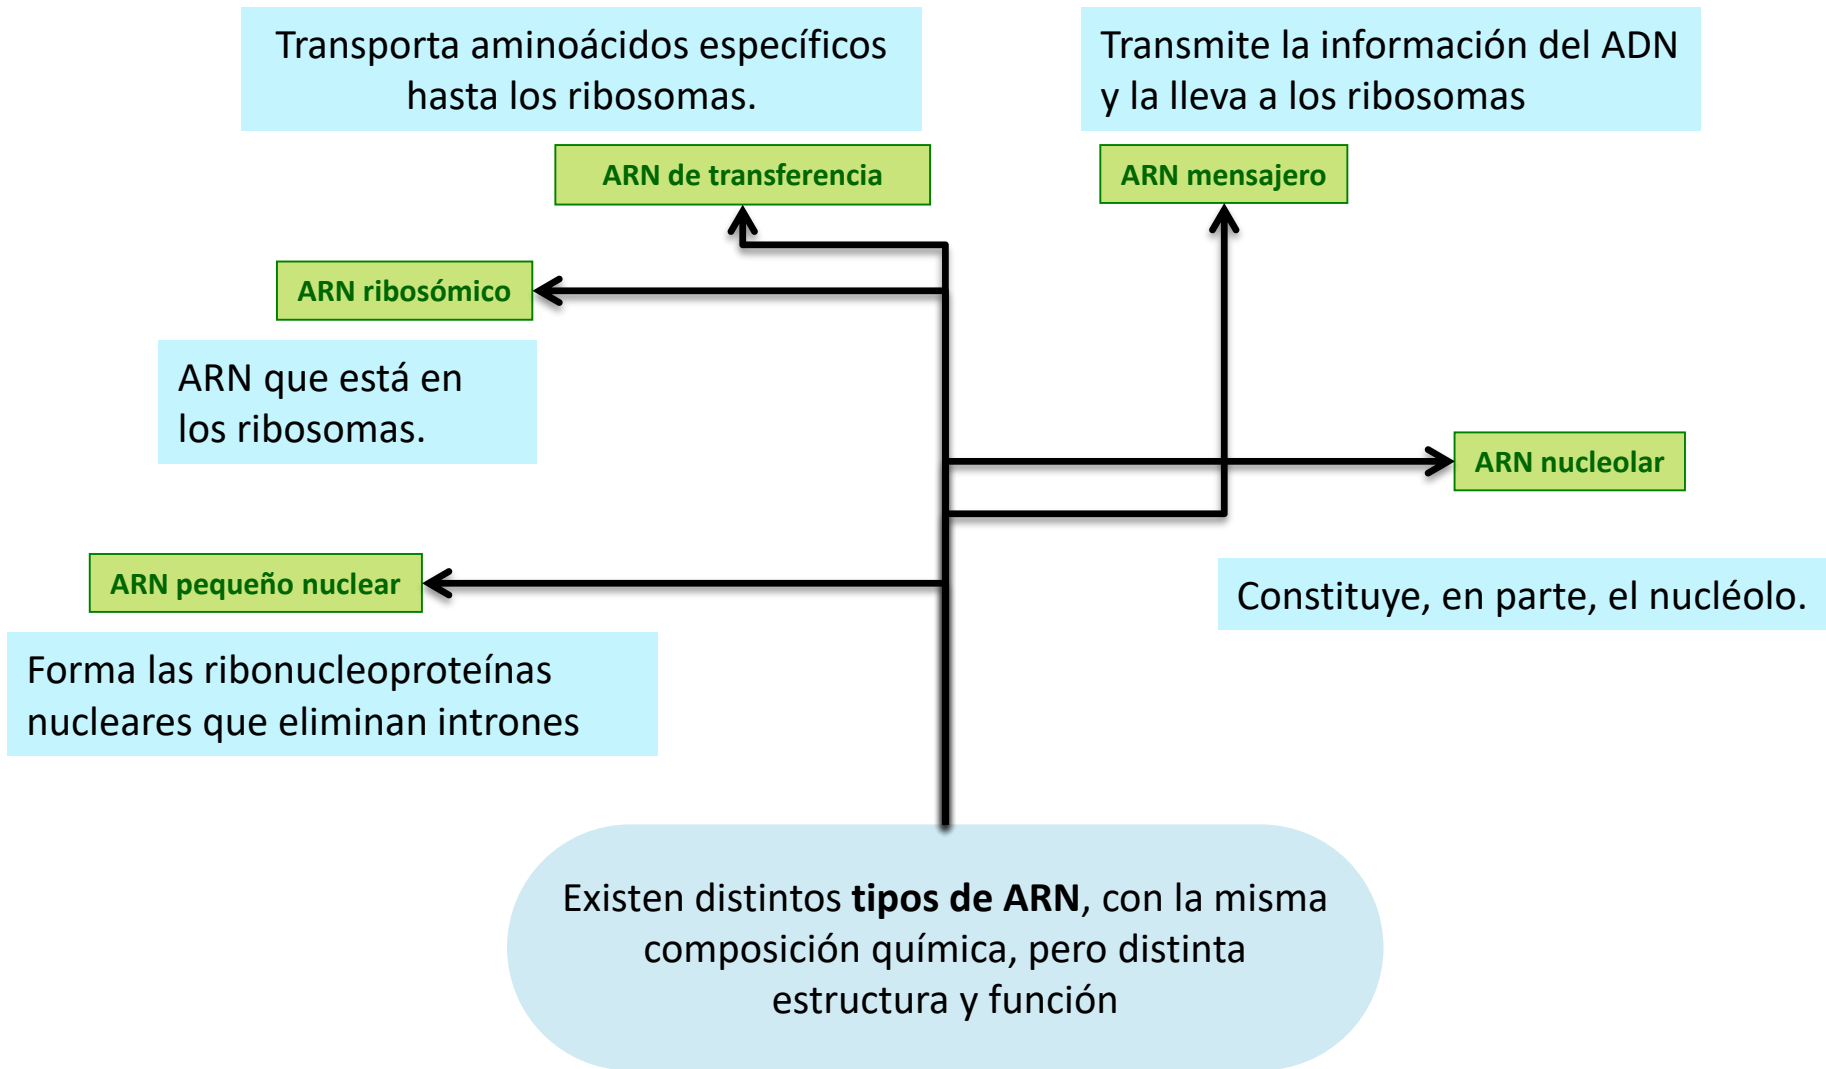 Transporta aminoácidos específicos
hasta los ribosomas.
Transmite la información del ADN
y la lleva a los ribosomas
ARN de transferencia
ARN mensajero
ARN ribosómico
ARN que está en
los ribosomas.
ARN nucleolar
ARN pequeño nuclear
Constituye, en parte, el nucléolo.
Forma las ribonucleoproteínas
nucleares que eliminan intrones
Existen distintos tipos de ARN, con la misma
composición química, pero distinta
estructura y función